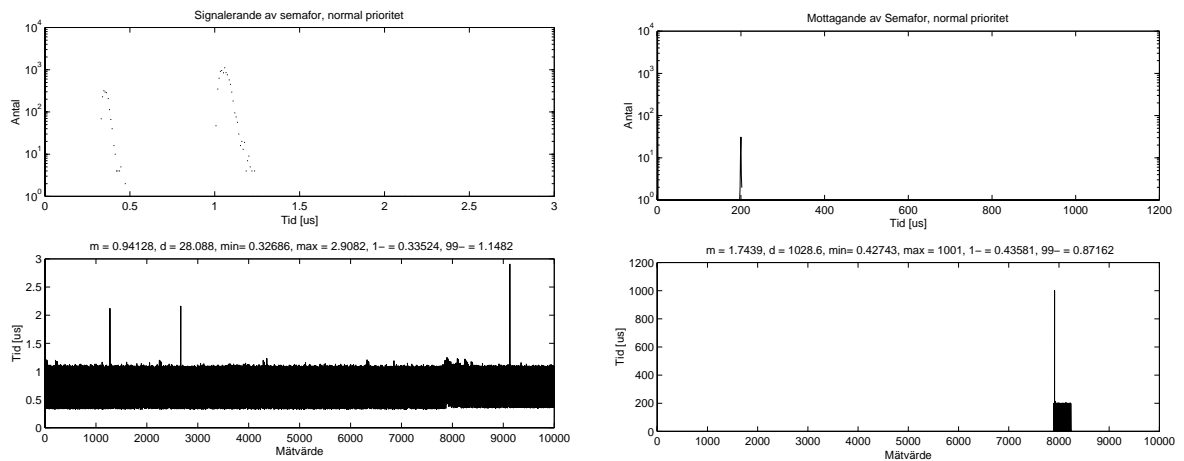 Signalerande av semafor, normal prioritet
Antal
10^4
10^3
10^2
10^1
10^0
0 0.5 1 1.5 2 2.5 3
Tid [us]
m = 0.94128, d = 28.088, min= 0.32686, max = 2.9082, 1− = 0.33524, 99− = 1.1482
Tid [us]
3
2.5
2
1.5
1
0.5
0
0 1000 2000 3000 4000 5000 6000 7000 8000 9000 10000
Mätvärde
Mottagande av Semafor, normal prioritet
Antal
10^4
10^3
10^2
10^1
10^0
0 200 400 600 800 1000 1200
Tid [us]
m = 1.7439, d = 1028.6, min= 0.42743, max = 1001, 1− = 0.43581, 99− = 0.87162
Tid [us]
1200
1000
800
600
400
200
0
0 1000 2000 3000 4000 5000 6000 7000 8000 9000 10000
Mätvärde